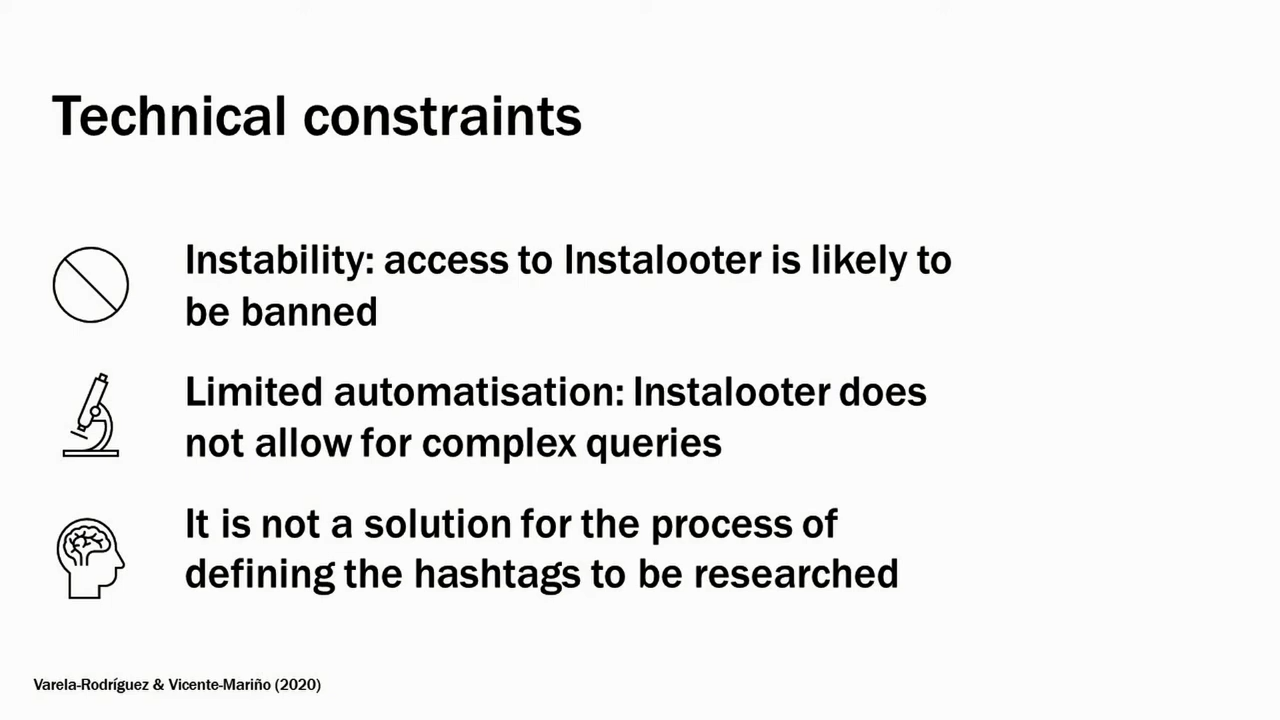 Technical constraints
Instability: access to Instalooter is likely to
be banned
Limited automatisation: Instalooter does
not allow for complex queries
It is not a solution for the process of
defining the hashtags to be researched
Varela-Rodríguez & Vicente-Mariño (2020)